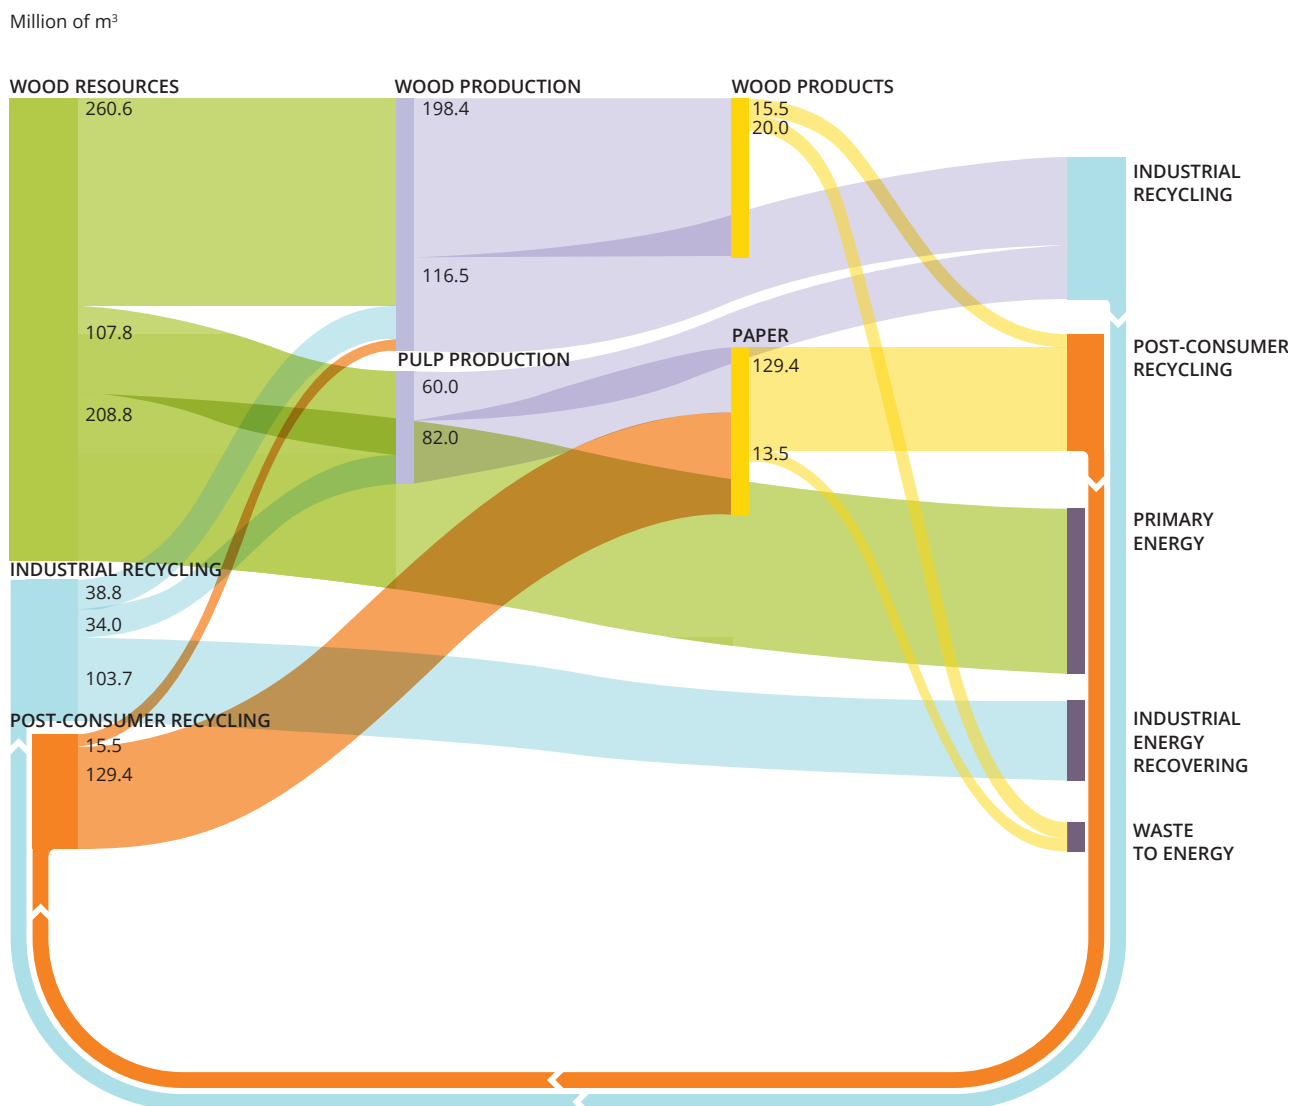 Million of m³
WOOD RESOURCES
260.6
107.8
208.8
INDUSTRIAL RECYCLING
38.8
34.0
103.7
POST-CONSUMER RECYCLING
15.5
129.4
WOOD PRODUCTION
198.4
116.5
PULP PRODUCTION
60.0
82.0
WOOD PRODUCTS
15.5
20.0
PAPER
129.4
13.5
INDUSTRIAL
RECYCLING
POST-CONSUMER
RECYCLING
PRIMARY
ENERGY
INDUSTRIAL
ENERGY
RECOVERING
WASTE
TO ENERGY